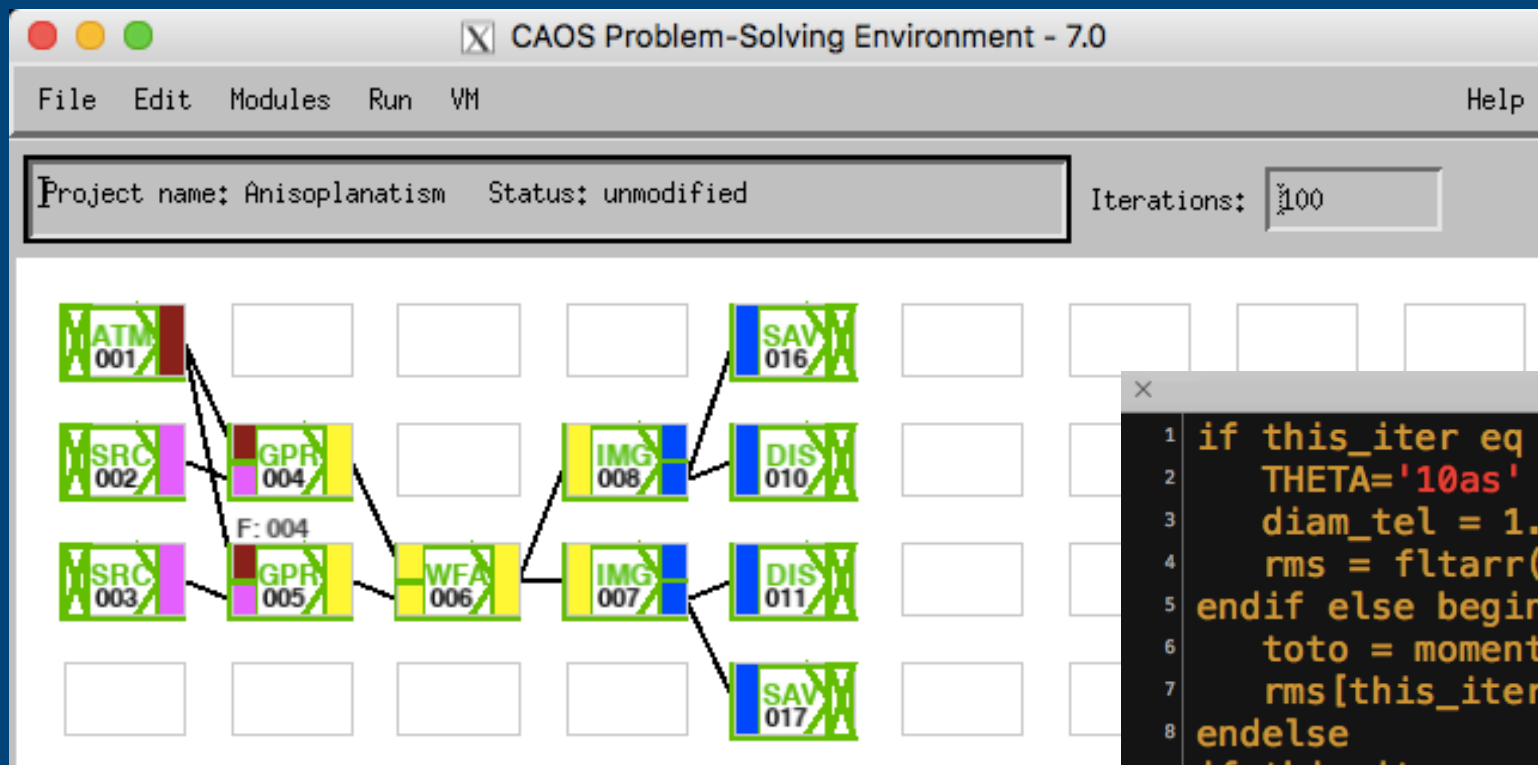 CAOS Problem-Solving Environment - 7.0
File Edit Modules Run VM Help
Project name: Anisoplanatism Status: unmodified
Iterations: 100
ATM 001
SAV 016
SRC 002
GPR 004
IMG 008
DIS 010
F: 004
SRC 003
GPR 005
WFA 006
IMG 007
DIS 011
SAV 017
1 if this_iter eq
2 THETA='10as'
3 diam_tel = 1.
4 rms = fltarr(
5 endif else begin
6 toto = moment
7 rms[this_iter
8 endelse